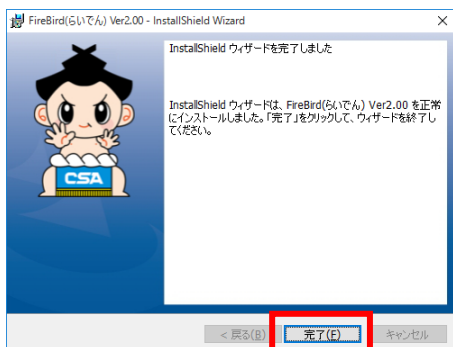 FireBird(らいでん) Ver2.00 - InstallShield Wizard
InstallShield ウィザードを完了しました
InstallShield ウィザードは、FireBird(らいでん) Ver2.00 を正常
にインストールしました。「完了」をクリックして、ウィザードを終了し
てください。
CSA
< 戻る(B)
完了(F)
キャンセル